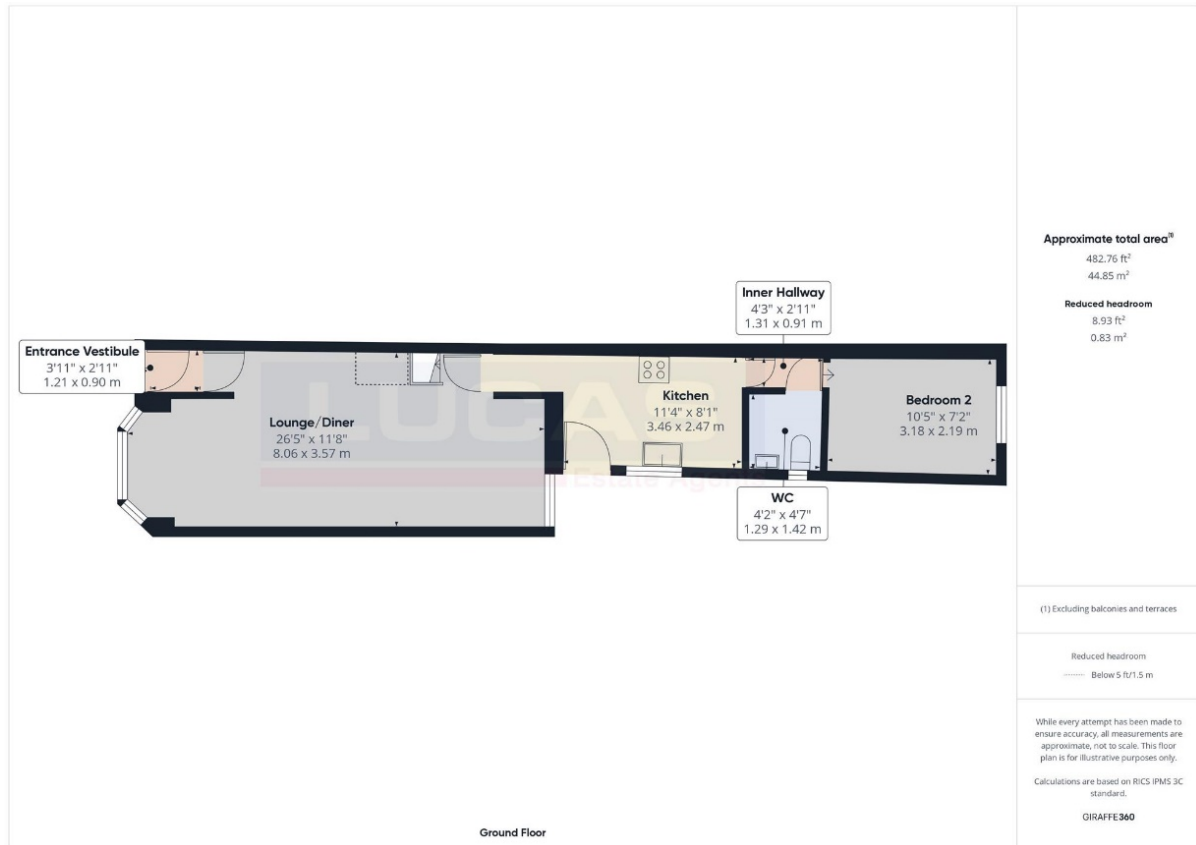 Entrance Vestibule
3'11" x 2'11"
1.21 x 0.90 m
Lounge/Diner
26'5" x 11'8"
8.06 x 3.57 m
LUCAS
Estate Agents
Kitchen
11'4" x 8'1"
3.46 x 2.47 m
Inner Hallway
4'3" x 2'11"
1.31 x 0.91 m
WC
4'2" x 4'7"
1.29 x 1.42 m
Bedroom 2
10'5" x 7'2"
3.18 x 2.19 m
Ground Floor
Approximate total area(1)
482.76 ft²
44.85 m²
Reduced headroom
8.93 ft²
0.83 m²
(1) Excluding balconies and terraces
Reduced headroom
Below 5 ft/1.5 m
While every attempt has been made to
ensure accuracy, all measurements are
approximate, not to scale. This floor
plan is for illustrative purposes only.
Calculations are based on RICS IPMS 3C
standard.
GIRAFFE360